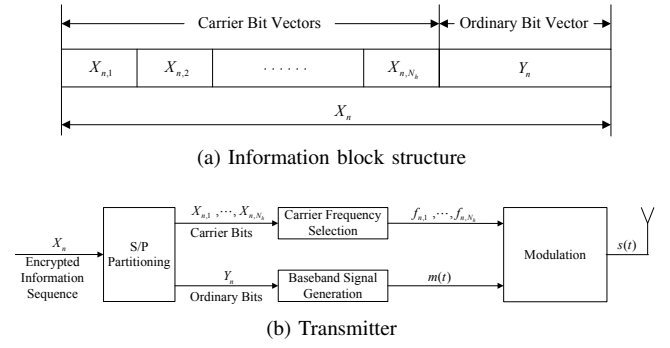 Carrier Bit Vectors Ordinary Bit Vector
X_{n,1} X_{n,2} ...... X_{n,N_h} Y_n
X_n
(a) Information block structure
X_n
Encrypted
Information
Sequence
S/P
Partitioning
X_{n,1} ,⋯, X_{n,N_h}
Carrier Bits
Carrier Frequency
Selection
f_{n,1} ,⋯, f_{n,N_h}
Y_n
Ordinary Bits
Baseband Signal
Generation
m(t)
Modulation
s(t)
(b) Transmitter